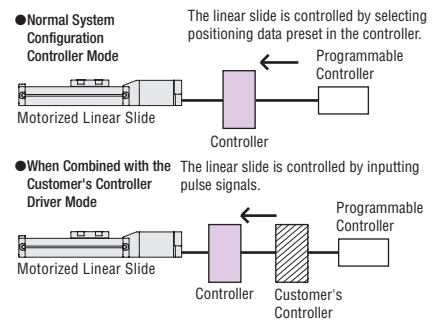 ●Normal System
Configuration
Controller Mode
The linear slide is controlled by selecting
positioning data preset in the controller.
Programmable
Controller
Motorized Linear Slide
Controller
●When Combined with the
Customer's Controller
Driver Mode
The linear slide is controlled by inputting
pulse signals.
Programmable
Controller
Motorized Linear Slide
Controller
Customer's
Controller